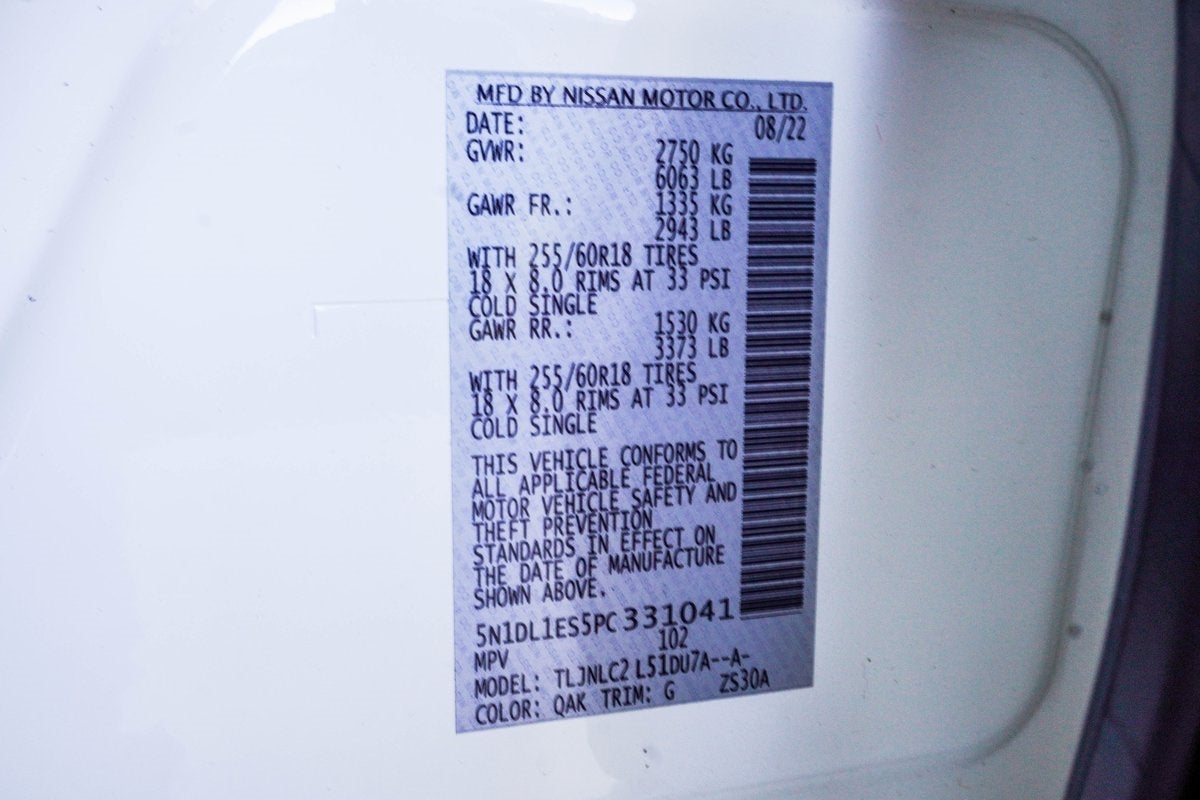 MFD BY NISSAN MOTOR CO., LTD.
DATE: 08/22
GVWR: 2750 KG
6063 LB
GAWR FR.: 1335 KG
2943 LB
WITH 255/60R18 TIRES
18 X 8.0 RIMS AT 33 PSI
COLD SINGLE
GAWR RR.: 1530 KG
3373 LB
WITH 255/60R18 TIRES
18 X 8.0 RIMS AT 33 PSI
COLD SINGLE
THIS VEHICLE CONFORMS TO
ALL APPLICABLE FEDERAL
MOTOR VEHICLE SAFETY AND
THEFT PREVENTION
STANDARDS IN EFFECT ON
THE DATE OF MANUFACTURE
SHOWN ABOVE.
5N1DL1ES5PC331041
MPV 102
MODEL: TLJNLC2 L51DU7A--A-
COLOR: QAK TRIM: G ZS30A